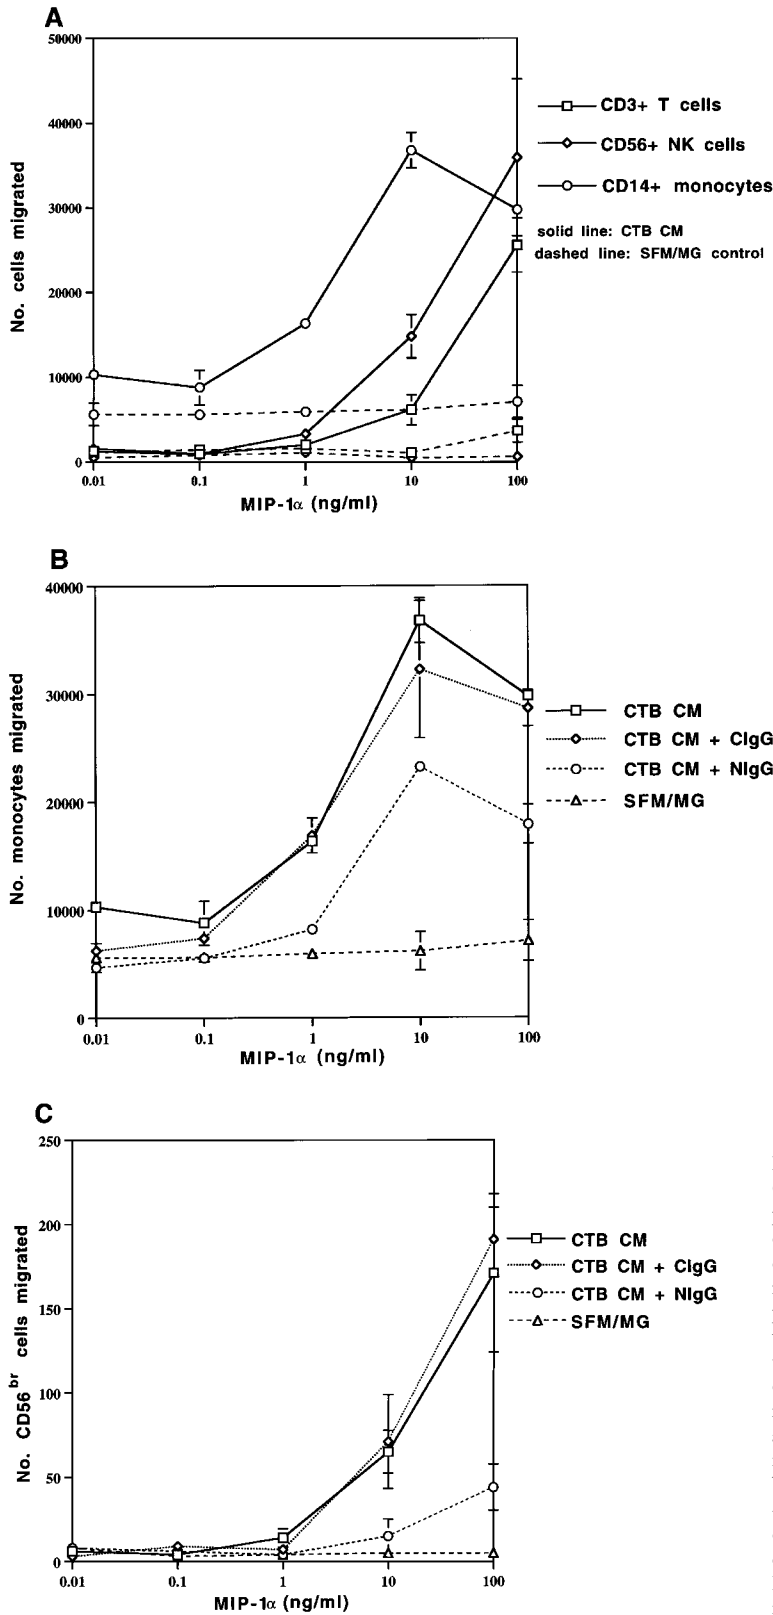 A
50000
40000
30000
20000
10000
0
No. cells migrated
0.01 0.1 1 10 100
MIP-1α (ng/ml)
CD3+ T cells
CD56+ NK cells
CD14+ monocytes
solid line: CTB CM
dashed line: SFM/MG control
B
40000
30000
20000
10000
0
No. monocytes migrated
0.01 0.1 1 10 100
MIP-1α (ng/ml)
CTB CM
CTB CM + CIgG
CTB CM + NIgG
SFM/MG
C
250
200
150
100
50
0
No. CD56br cells migrated
0.01 0.1 1 10 100
MIP-1α (ng/ml)
CTB CM
CTB CM + CIgG
CTB CM + NIgG
SFM/MG